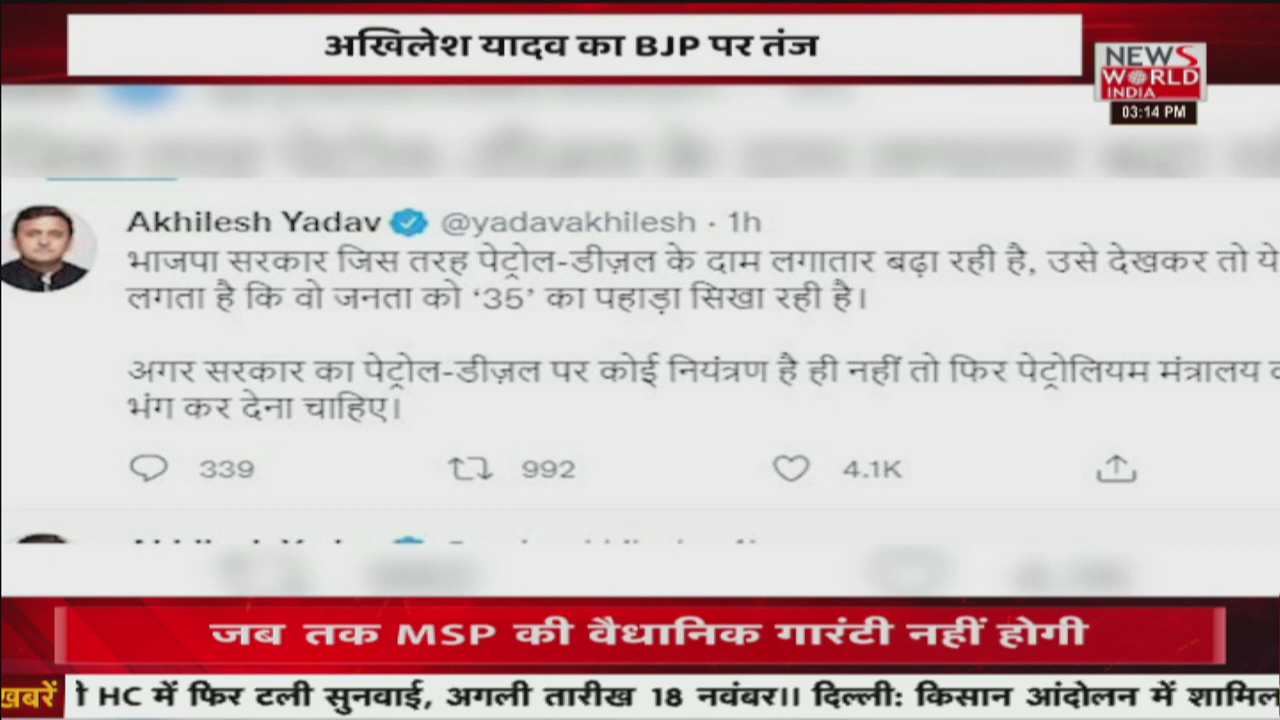 अखिलेश यादव का BJP पर तंज
NEWS
WORLD
INDIA
03:14 PM
Akhilesh Yadav @yadavakhilesh · 1h
भाजपा सरकार जिस तरह पेट्रोल-डीज़ल के दाम लगातार बढ़ा रही है, उसे देखकर तो ये
लगता है कि वो जनता को ‘35’ का पहाड़ा सिखा रही है।
अगर सरकार का पेट्रोल-डीज़ल पर कोई नियंत्रण है ही नहीं तो फिर पेट्रोलियम मंत्रालय
भंग कर देना चाहिए।
339 992 4.1K
जब तक MSP की वैधानिक गारंटी नहीं होगी
खबरें HC में फिर टली सुनवाई, अगली तारीख 18 नवंबर।। दिल्ली: किसान आंदोलन में शामिल